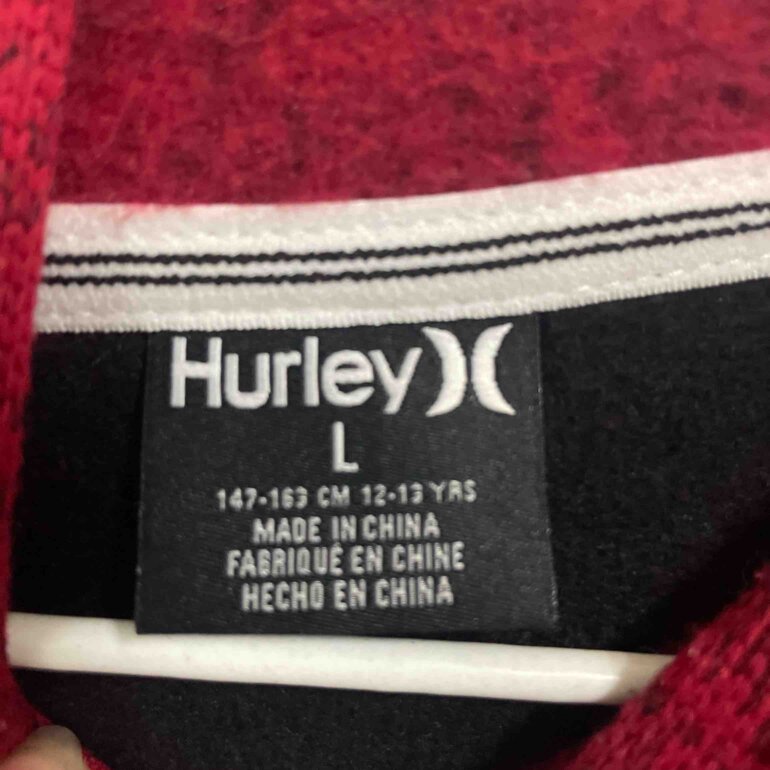 Hurley
L
147-163 CM 12-13 YRS
MADE IN CHINA
FABRIQUÉ EN CHINE
HECHO EN CHINA